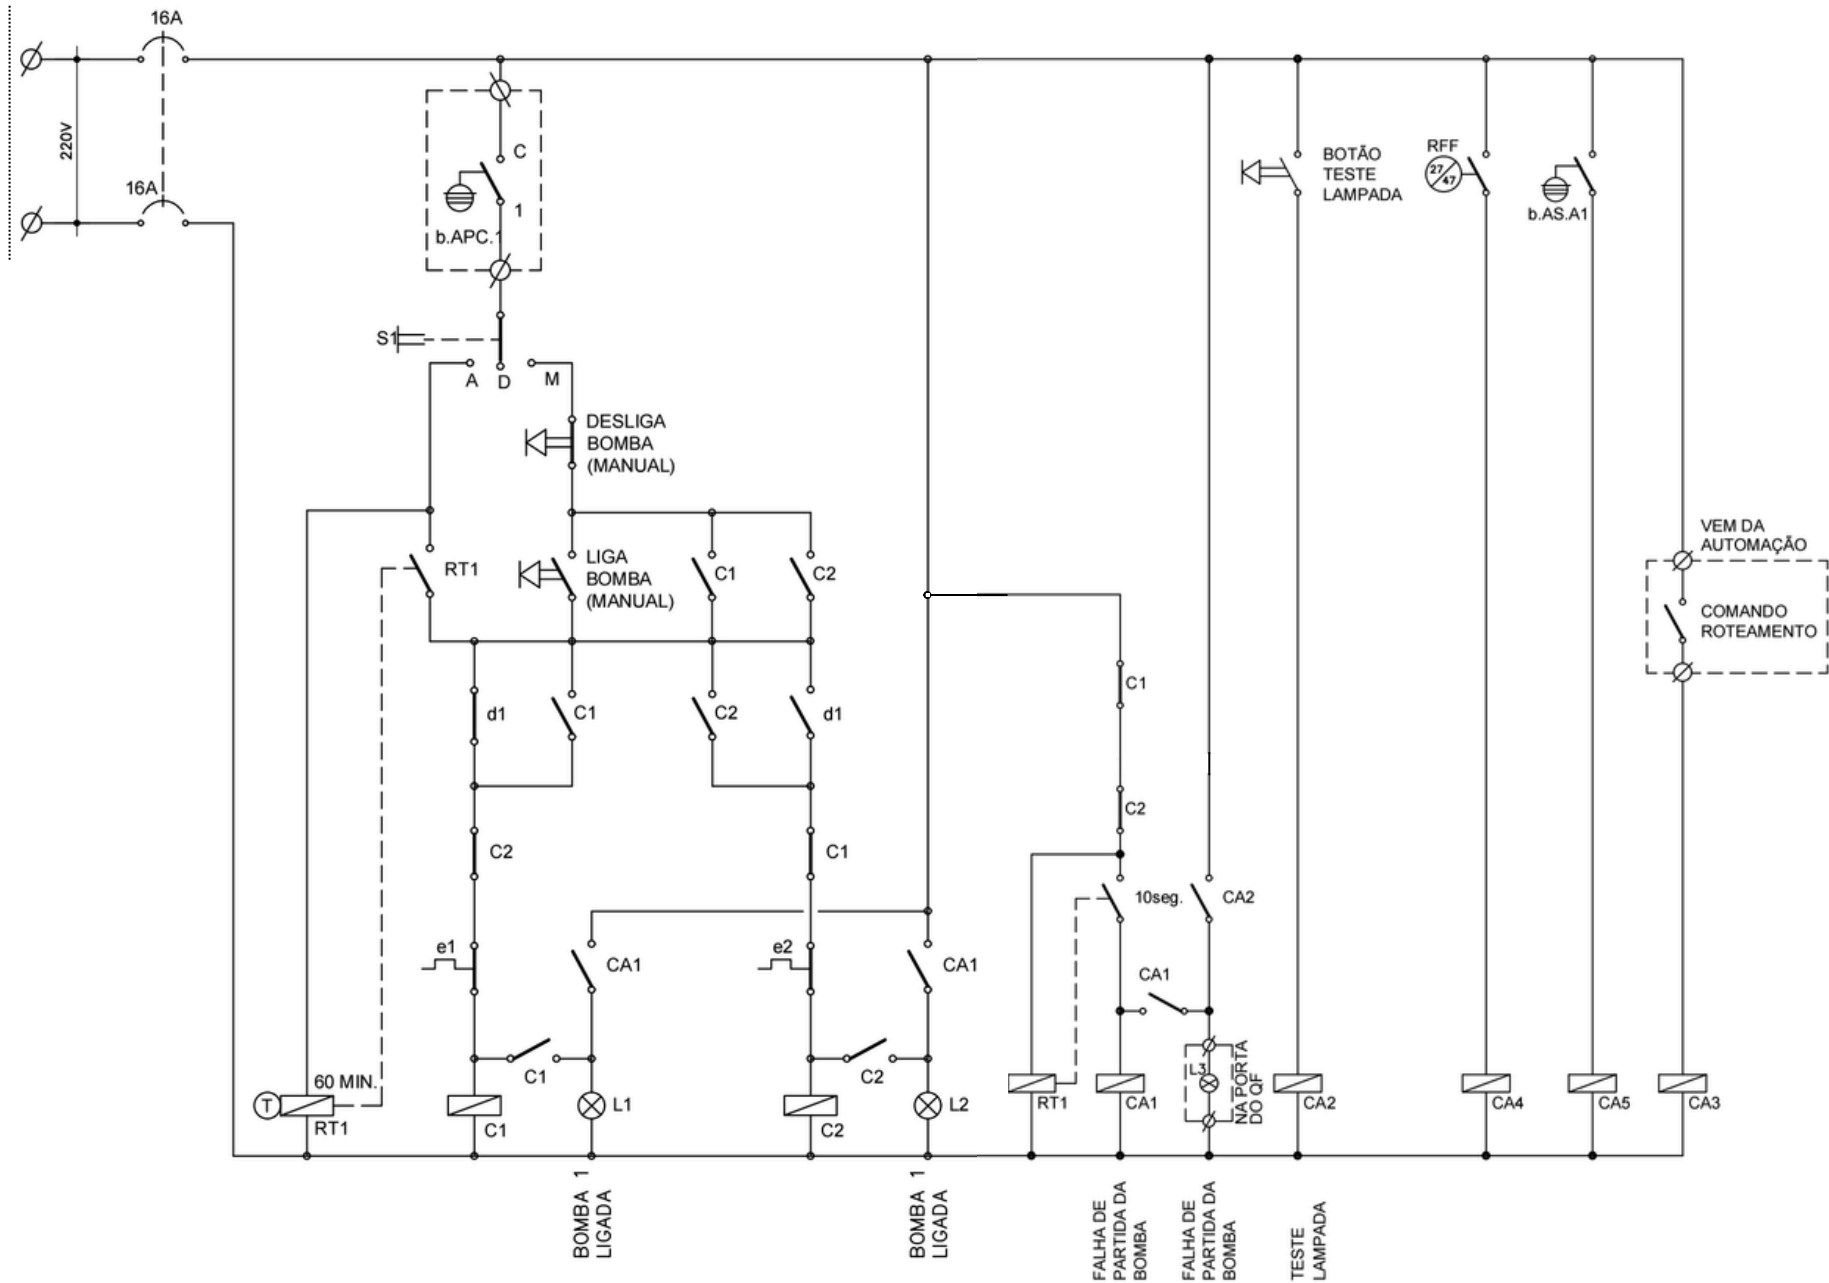 16A
220V
16A
C
1
b.APC.1
S1
A
D
M
DESLIGA
BOMBA
(MANUAL)
RT1
LIGA
BOMBA
(MANUAL)
C1
C2
d1
C1
C2
d1
C2
C1
e1
CA1
e2
CA1
C1
C2
60 MIN.
T
RT1
C1
L1
C2
L2
BOMBA 1
LIGADA
BOMBA 1
LIGADA
C1
C2
10seg.
CA2
CA1
RT1
CA1
L3
NA PORTA
DO QF
CA2
FALHA DE
PARTIDA DA
BOMBA
FALHA DE
PARTIDA DA
BOMBA
TESTE
LAMPADA
BOTÃO
TESTE
LAMPADA
RFF
27
47
b.AS.A1
VEM DA
AUTOMAÇÃO
COMANDO
ROTEAMENTO
CA4
CA5
CA3